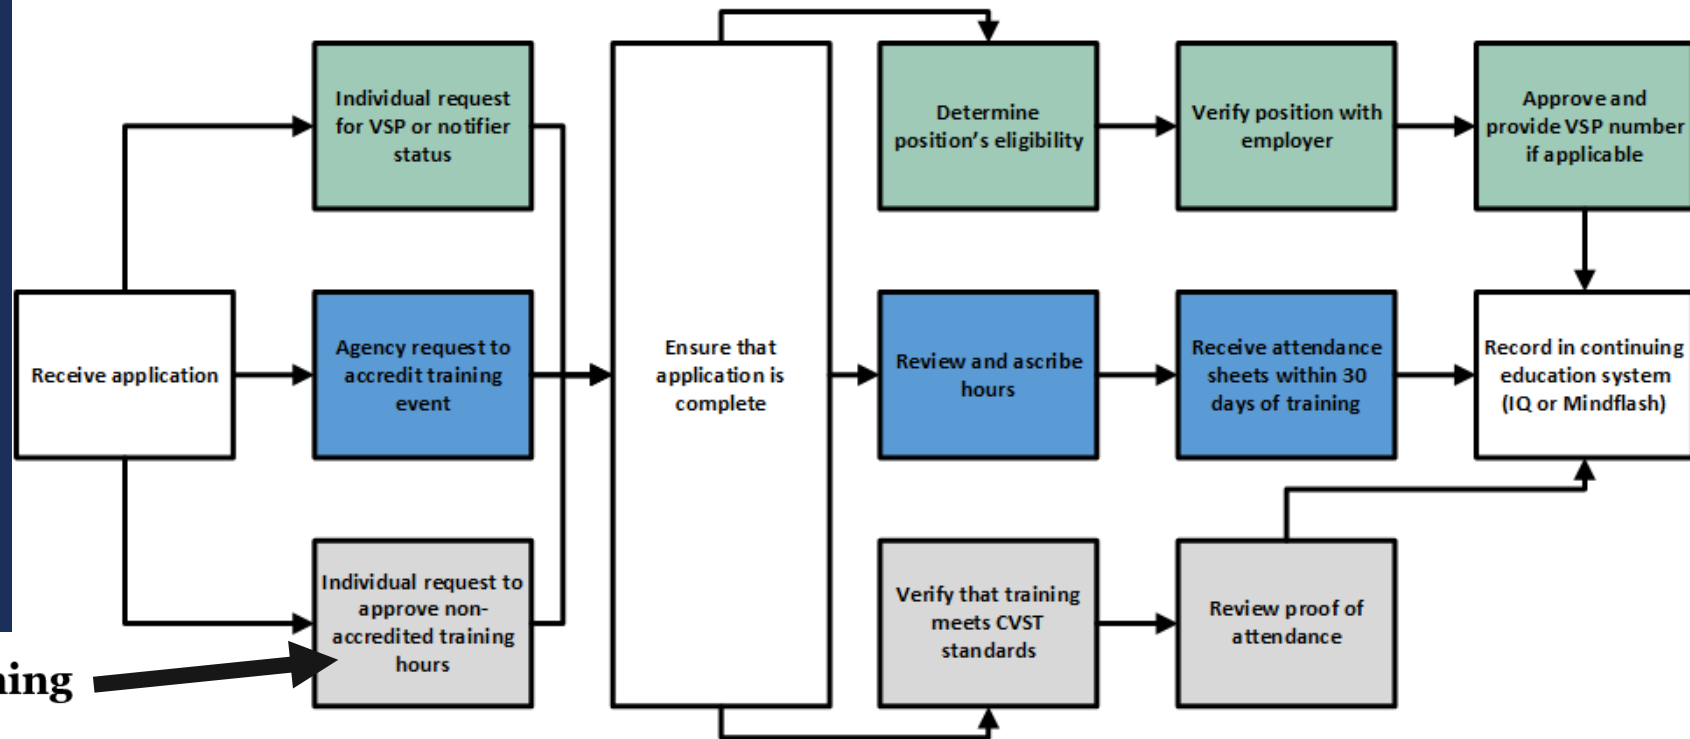 Individual request
for VSP or notifier
status
Determine
position's eligibility
Verify position with
employer
Approve and
provide VSP number
if applicable
Receive application
Agency request to
accredit training
event
Ensure that
application is
complete
Review and ascribe
hours
Receive attendance
sheets within 30
days of training
Record in continuing
education system
(IQ or Mindflash)
Individual request to
approve non-
accredited training
hours
Verify that training
meets CVST
standards
Review proof of
attendance